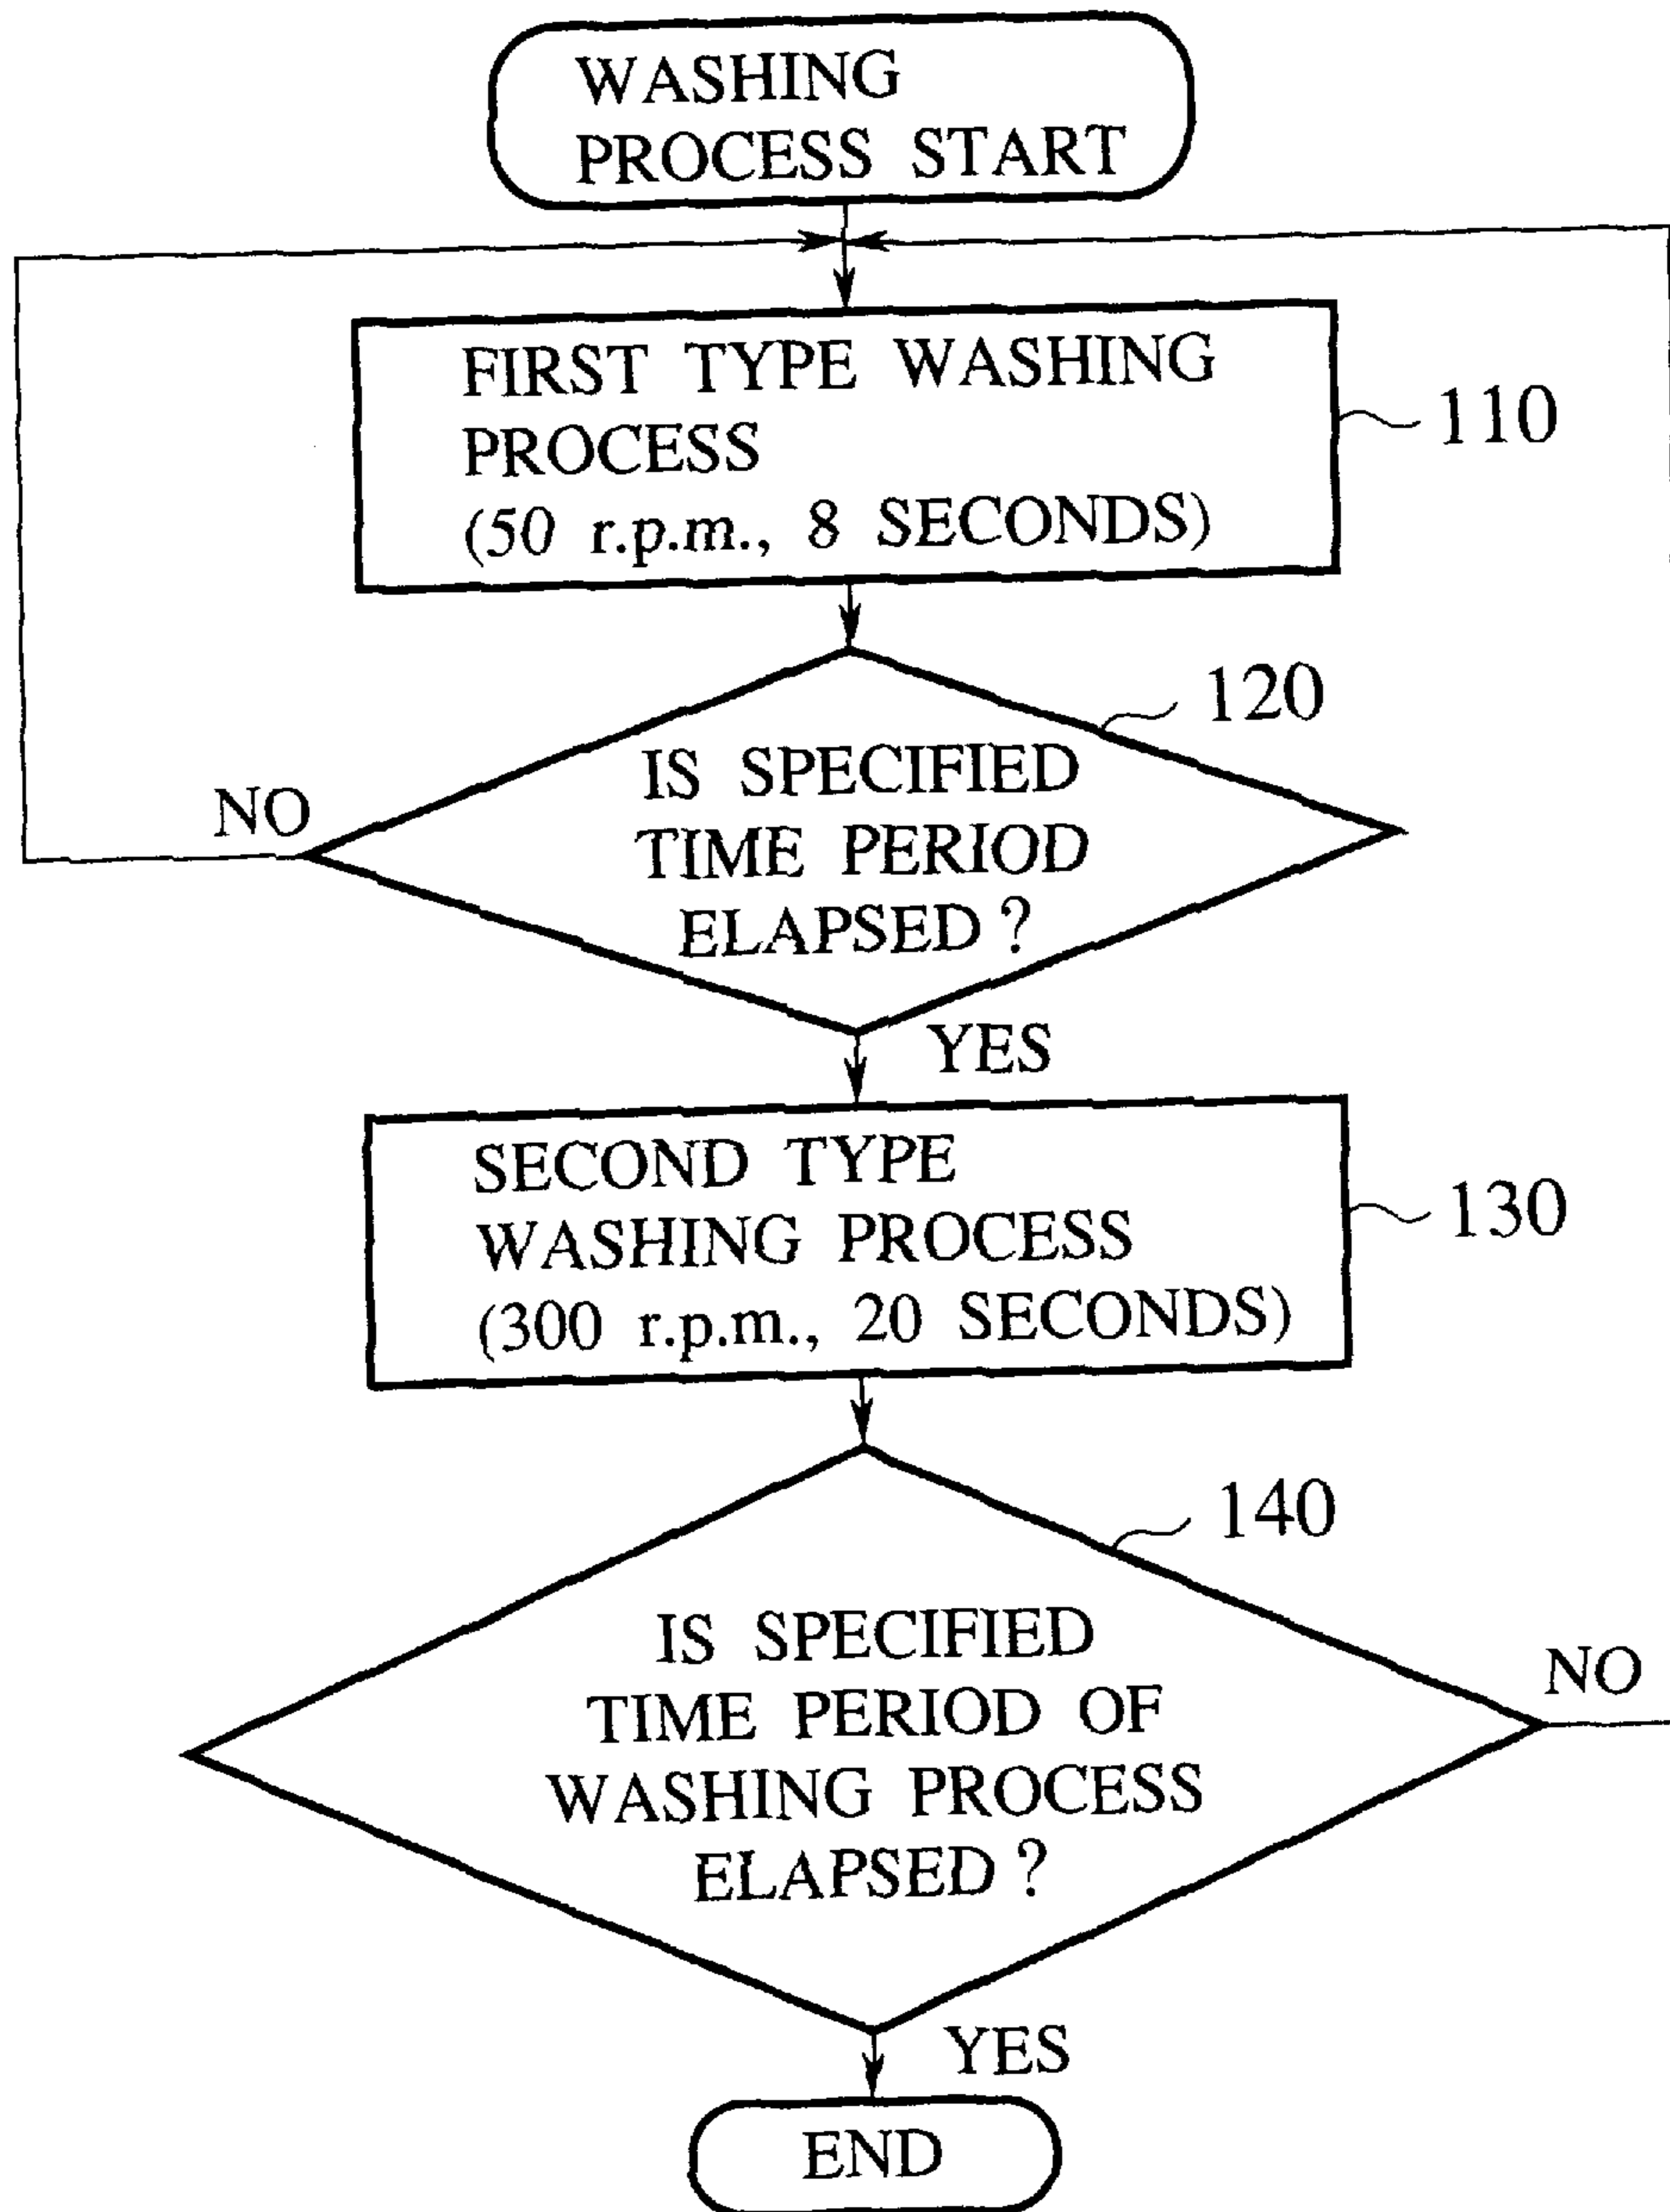 WASHING
PROCESS START
FIRST TYPE WASHING
PROCESS
(50 r.p.m., 8 SECONDS)
110
120
IS SPECIFIED
TIME PERIOD
ELAPSED ?
NO
YES
SECOND TYPE
WASHING PROCESS
(300 r.p.m., 20 SECONDS)
130
140
IS SPECIFIED
TIME PERIOD OF
WASHING PROCESS
ELAPSED ?
NO
YES
END